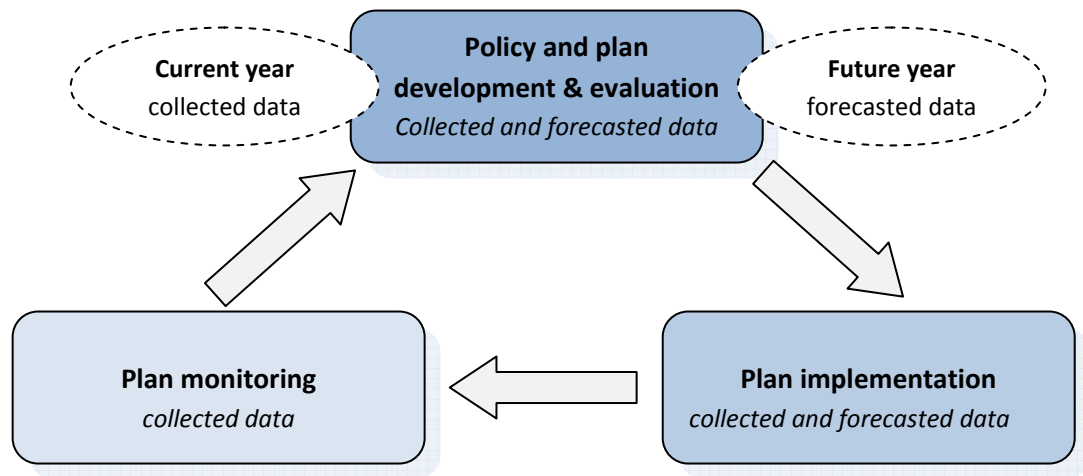 Current year
collected data
Policy and plan
development & evaluation
Collected and forecasted data
Future year
forecasted data
Plan monitoring
collected data
Plan implementation
collected and forecasted data